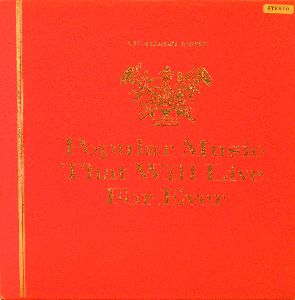 STEREO
Popular Music
That Will Live
For Ever